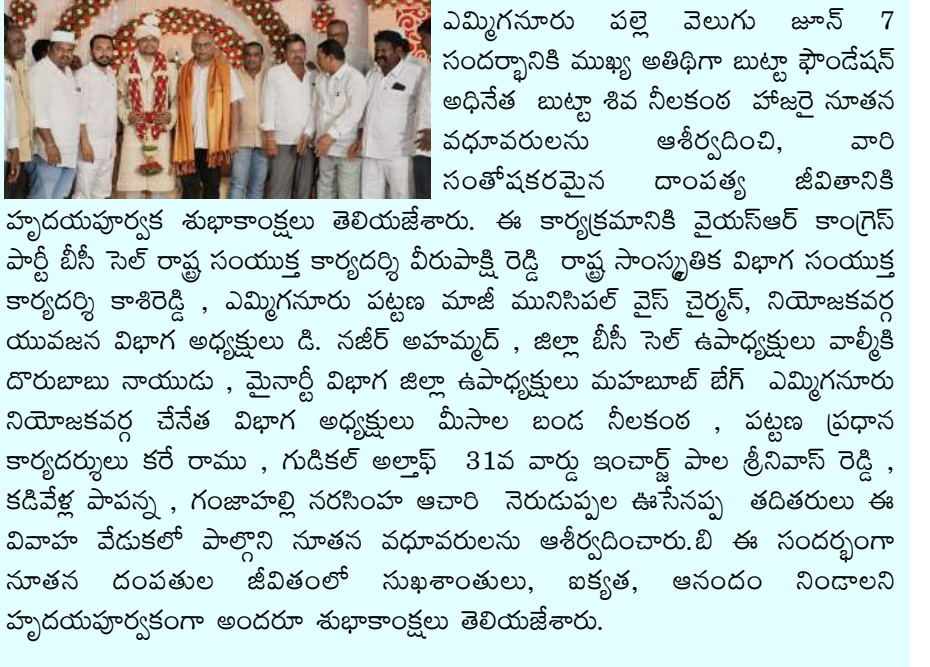 ఎమ్మిగనూరు పల్లె వెలుగు జూన్ 7
సందర్భానికి ముఖ్య అతిథిగా బుట్టా ఫౌండేషన్
అధినేత బుట్టా శివ నీలకంఠ హాజరై నూతన
వధూవరులను ఆశీర్వదించి, వారి
సంతోషకరమైన దాంపత్య జీవితానికి
హృదయపూర్వక శుభాకాంక్షలు తెలియజేశారు. ఈ కార్యక్రమానికి వైయస్ఆర్ కాంగ్రెస్
పార్టీ బీసీ సెల్ రాష్ట్ర సంయుక్త కార్యదర్శి వీరుపాక్షి రెడ్డి రాష్ట్ర సాంస్కృతిక విభాగ సంయుక్త
కార్యదర్శి కాశిరెడ్డి , ఎమ్మిగనూరు పట్టణ మాజీ మునిసిపల్ వైస్ చైర్మన్, నియోజకవర్గ
యువజన విభాగ అధ్యక్షులు డి. నజీర్ అహమ్మద్ , జిల్లా బీసీ సెల్ ఉపాధ్యక్షులు వాల్మీకి
దొరుబాబు నాయుడు , మైనార్టీ విభాగ జిల్లా ఉపాధ్యక్షులు మహబూబ్ బేగ్ ఎమ్మిగనూరు
నియోజకవర్గ చేనేత విభాగ అధ్యక్షులు మీసాల బండ నీలకంఠ , పట్టణ ప్రధాన
కార్యదర్శులు కరే రాము , గుడికల్ అల్తాఫ్ 31వ వార్డు ఇంచార్జ్ పాల శ్రీనివాస్ రెడ్డి ,
కడివేళ్ల పాపన్న , గంజాహల్లి నరసింహ ఆచారి నెరుడుప్పల ఊసేనప్ప తదితరులు ఈ
వివాహ వేడుకలో పాల్గొని నూతన వధూవరులను ఆశీర్వదించారు.బి ఈ సందర్భంగా
నూతన దంపతుల జీవితంలో సుఖశాంతులు, ఐక్యత, ఆనందం నిండాలని
హృదయపూర్వకంగా అందరూ శుభాకాంక్షలు తెలియజేశారు.